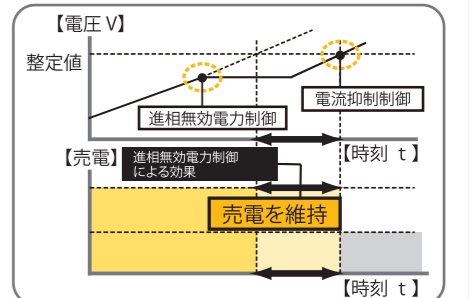 【電圧 V】
整定値
進相無効電力制御
電流抑制制御
【時刻 t】
【売電】
進相無効電力制御
による効果
売電を維持
【時刻 t】